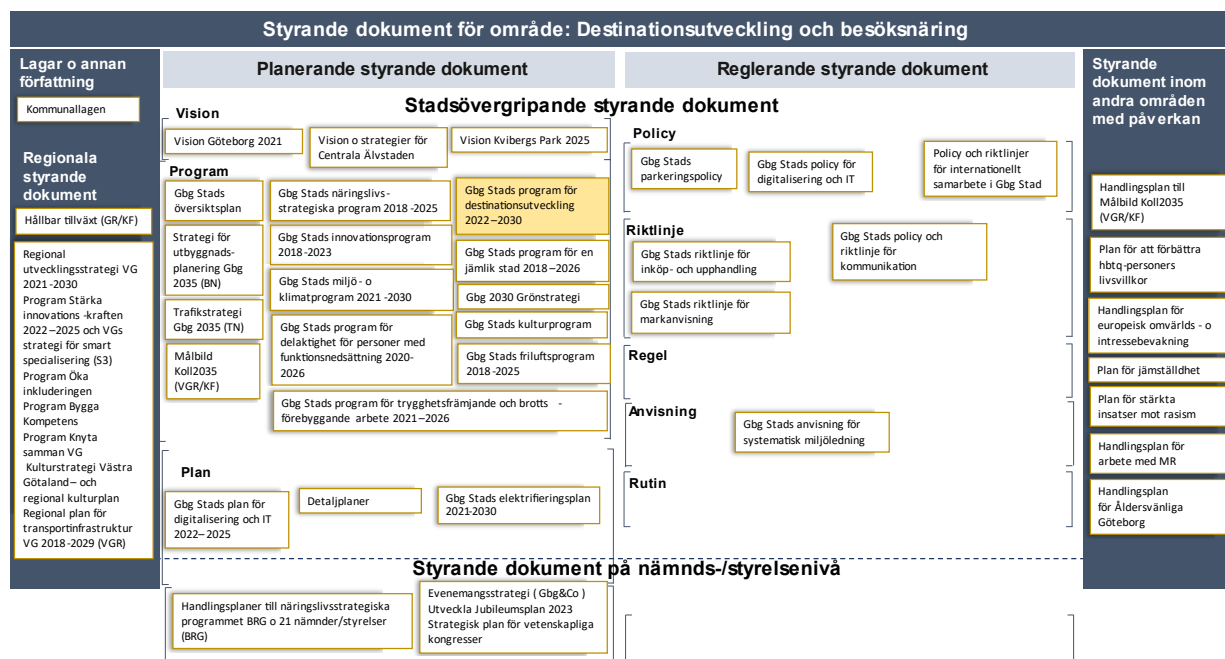 Styrande dokument för område: Destinationsutveckling och besöksnäring
Lagar o annan
författning
Kommunallagen
Regionala
styrande
dokument
Hållbar tillväxt (GR/KF)
Regional
utvecklingsstrategi VG
2021-2030
Program Stärka
innovations -kraften
2022–2025 och VGs
strategi för smart
specialisering (S3)
Program Öka
inkluderingen
Program Bygga
Kompetens
Program Knyta
samman VG
Kulturstrategi Västra
Götaland– och
regional kulturplan
Regional plan för
transportinfrastruktur
VG 2018-2029 (VGR)
Planerande styrande dokument
Reglerande styrande dokument
Stadsövergripande styrande dokument
Vision
Vision Göteborg 2021
Vision o strategier för
Centrala Älvstaden
Vision Kvibergs Park 2025
Program
Gbg Stads
översiktsplan
Strategi för
utbyggnads-
planering Gbg
2035 (BN)
Trafikstrategi
Gbg 2035 (TN)
Målbild
Koll2035
(VGR/KF)
Gbg Stads näringslivs-
strategiska program 2018 -2025
Gbg Stads innovationsprogram
2018-2023
Gbg Stads miljö - o
klimatprogram 2021 -2030
Gbg Stads program för
delaktighet för personer med
funktionsnedsättning 2020-
2026
Gbg Stads program för
destinationsutveckling
2022–2030
Gbg Stads program för en
jämlik stad 2018–2026
Gbg 2030 Grönstrategi
Gbg Stads kulturprogram
Gbg Stads friluftsprogram
2018-2025
Gbg Stads program för trygghetsfrämjande och brotts -
förebyggande arbete 2021–2026
Plan
Gbg Stads plan för
digitalisering och IT
2022–2025
Detaljplaner
Gbg Stads elektrifieringsplan
2021-2030
Policy
Gbg Stads
parkeringspolicy
Gbg Stads policy för
digitalisering och IT
Policy och riktlinjer
för internationellt
samarbete i Gbg Stad
Riktlinje
Gbg Stads riktlinje för
inköp- och upphandling
Gbg Stads policy och
riktlinje för
kommunikation
Gbg Stads riktlinje för
markanvisning
Regel
Anvisning
Gbg Stads anvisning för
systematisk miljöledning
Rutin
Styrande dokument på nämnds-/styrelsenivå
Handlingsplaner till näringslivsstrategiska
programmet BRG o 21 nämnder/styrelser
(BRG)
Evenemangsstrategi ( Gbg&Co )
Utveckla Jubileumsplan 2023
Strategisk plan för vetenskapliga
kongresser
Styrande
dokument inom
andra områden
med påverkan
Handlingsplan till
Målbild Koll2035
(VGR/KF)
Plan för att förbättra
hbtq-personers
livsvillkor
Handlingsplan för
europeisk omvärlds - o
intressebevakning
Plan för jämställdhet
Plan för stärkta
insatser mot rasism
Handlingsplan för
arbete med MR
Handlingsplan
för Åldersvänliga
Göteborg